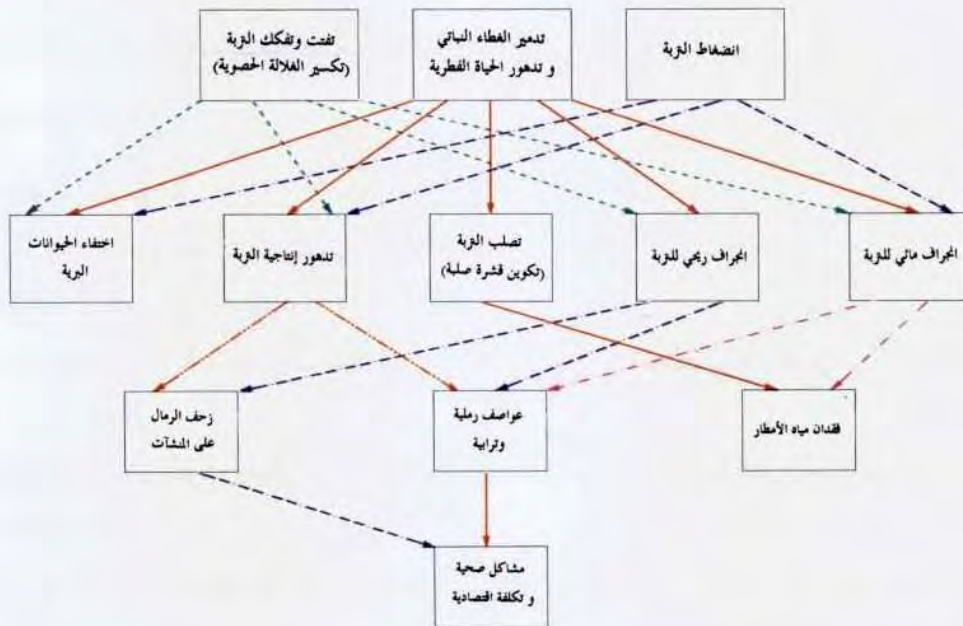 انضغاط التربة
تدمير الغطاء النباتي
و تدهور الحياة الفطرية
تفتت وتفكك التربة
(تكسير الغلالة الحصوية)
انجراف مائي للتربة
انجراف ريحي للتربة
تصلب التربة
(تكوين قشرة صلبة)
تدهور إنتاجية التربة
اختفاء الحيوانات
البرية
فقدان مياه الأمطار
عواصف رملية
وترابية
زحف الرمال
على المنشآت
مشاكل صحية
و تكلفة اقتصادية